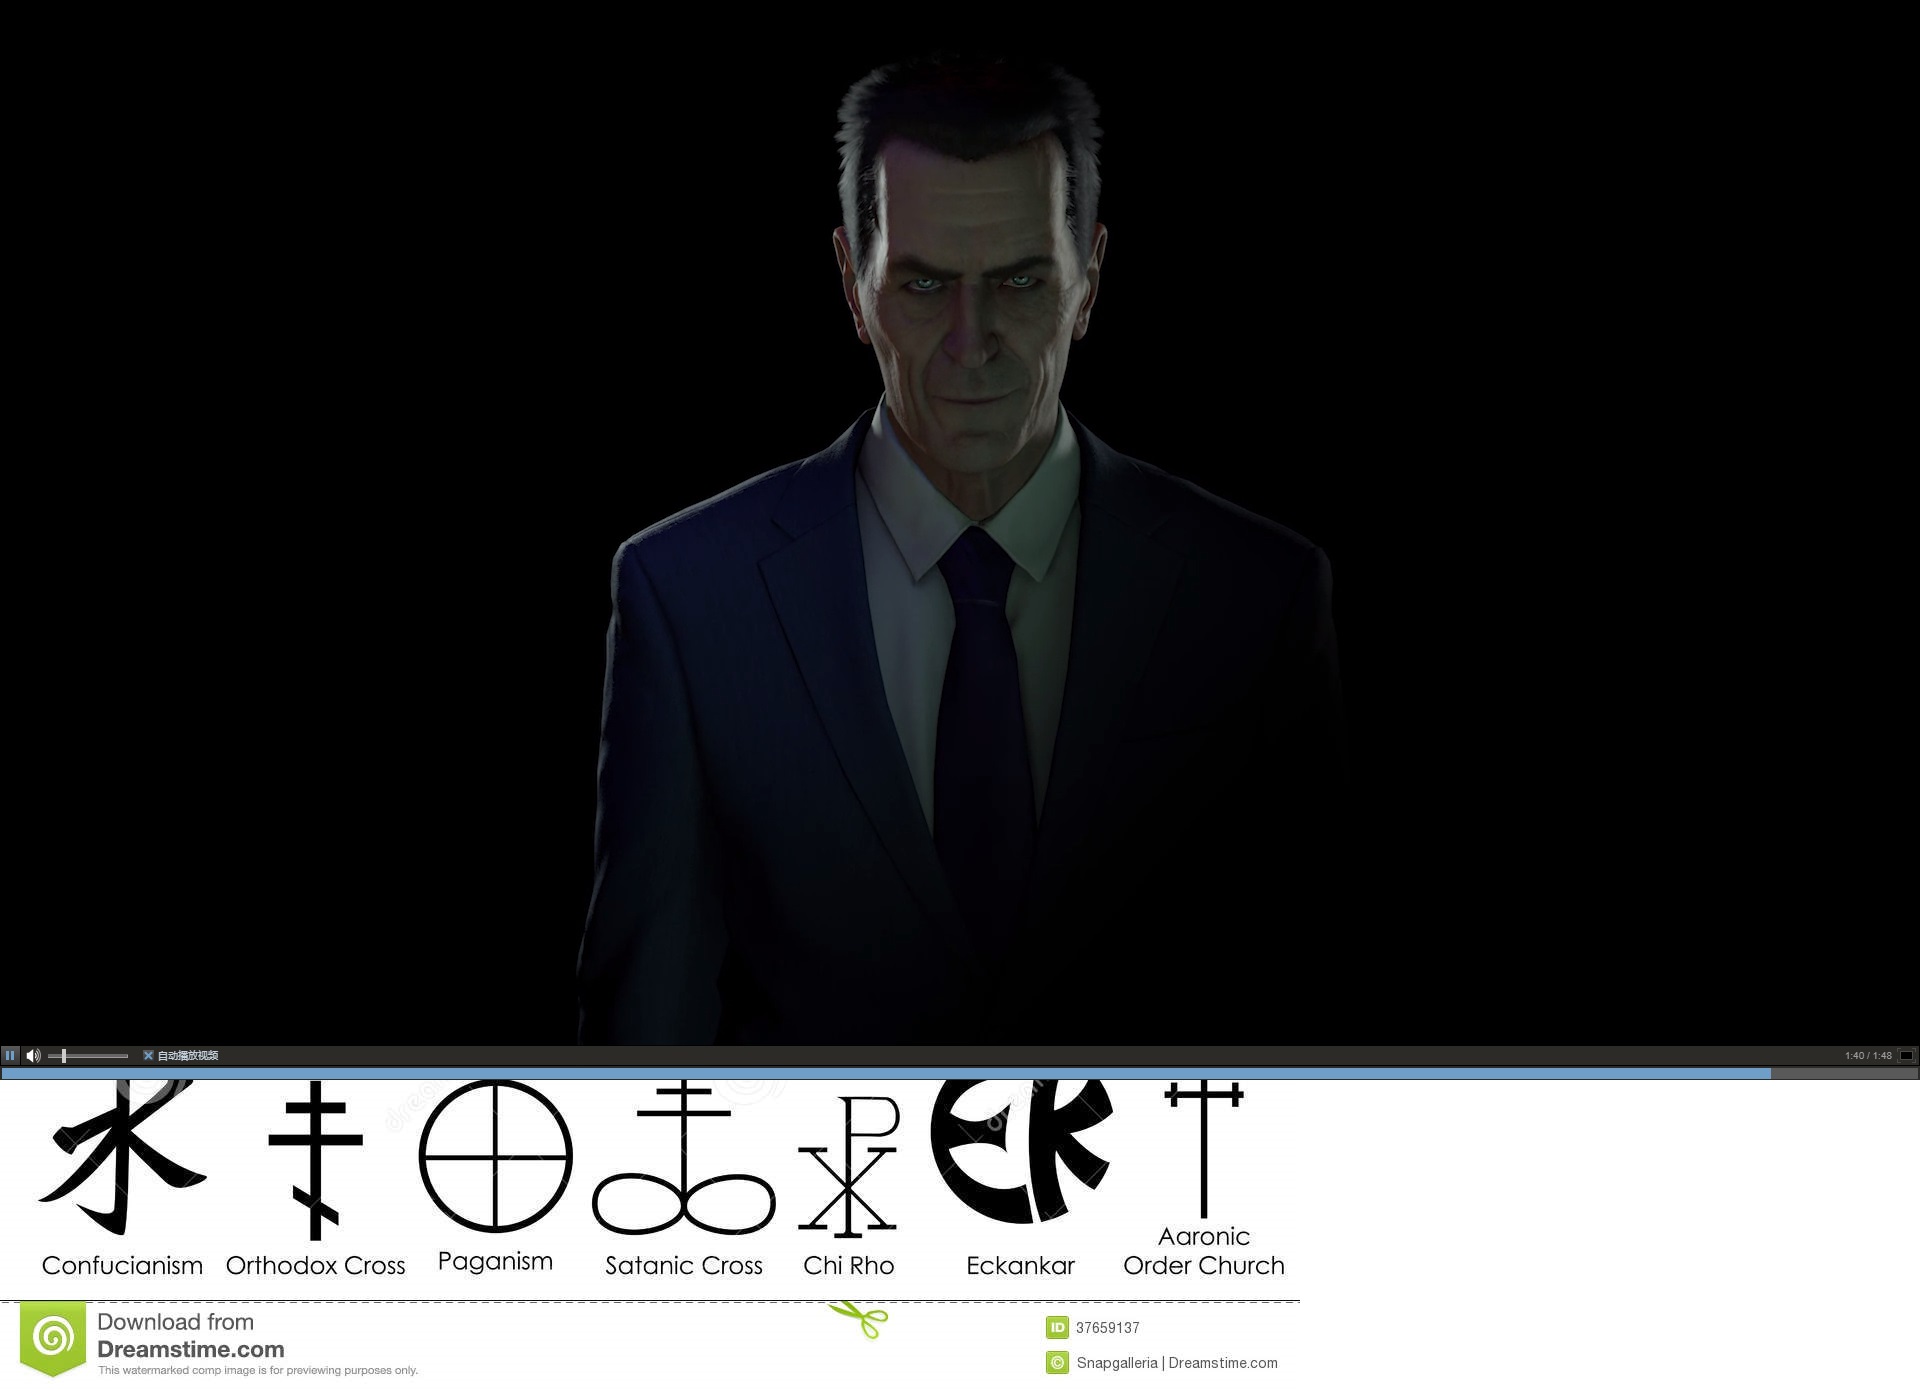 自动播放视频
1:40 / 1:48
Confucianism
Orthodox Cross
Paganism
Satanic Cross
Chi Rho
Eckankar
Aaronic
Order Church
Download from
Dreamstime.com
This watermarked comp image is for previewing purposes only.
ID 37659137
© Snapgalleria | Dreamstime.com